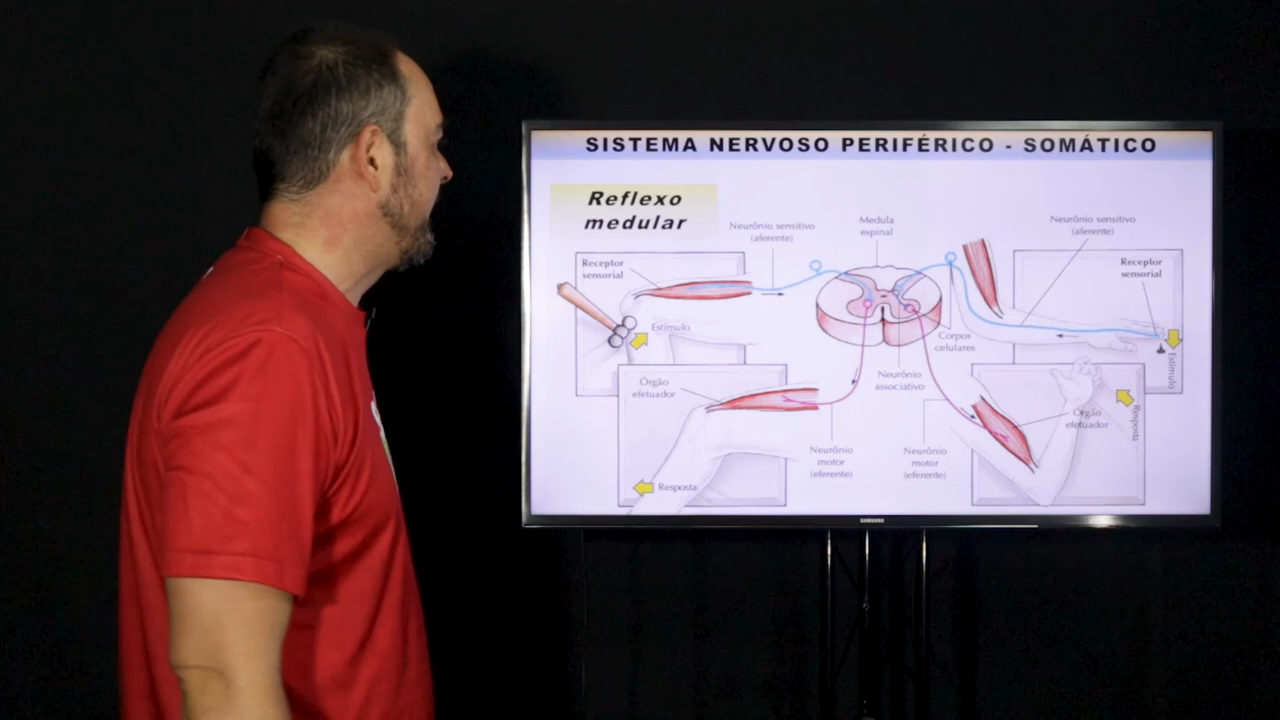 SISTEMA NERVOSO PERIFÉRICO - SOMÁTICO
Reflexo
medular
Neurônio sensitivo
(aferente)
Medula
espinal
Neurônio sensitivo
(aferente)
Receptor
sensorial
Receptor
sensorial
Estímulo
Corpos
celulares
Estímulo
Neurônio
associativo
Órgão
efetuador
Órgão
efetuador
Resposta
Neurônio
motor
(eferente)
Neurônio
motor
(eferente)
Resposta
SAMSUNG